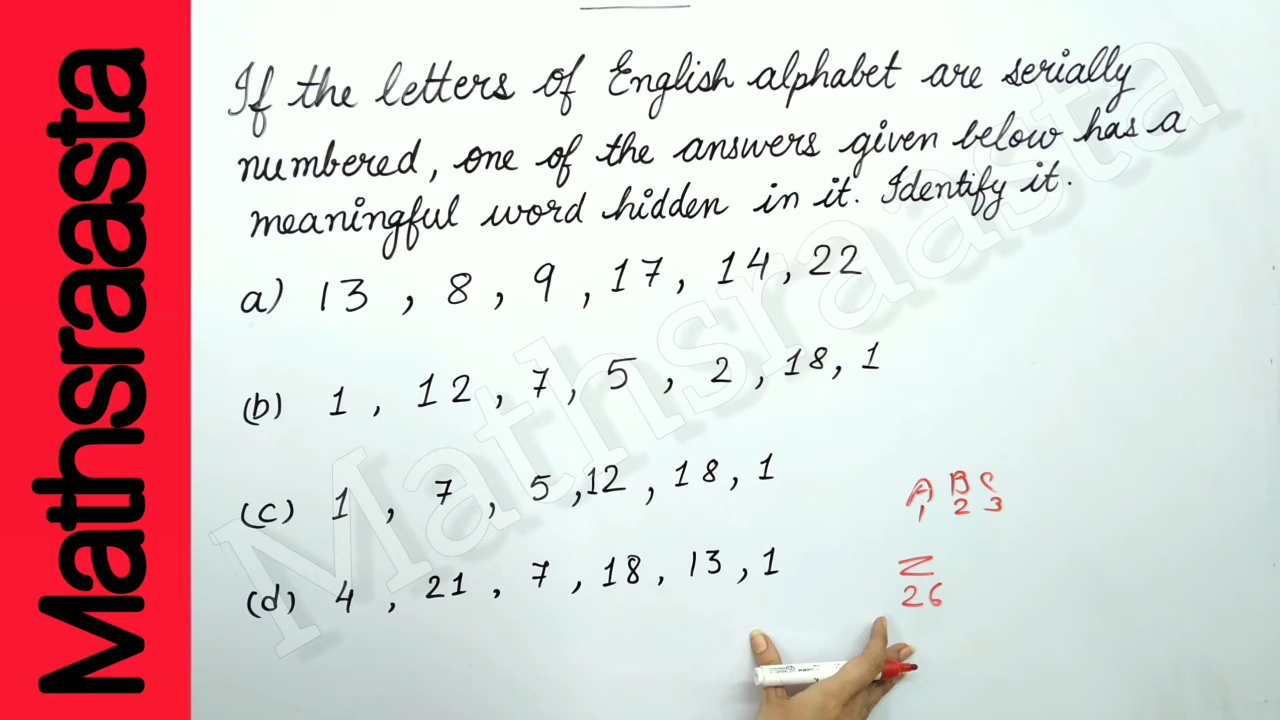 Mathsraasta
If the letters of English alphabet are serially
numbered, one of the answers given below has a
meaningful word hidden in it. Identify it.
a) 13 , 8 , 9 , 17 , 14 , 22
(b) 1 , 12 , 7 , 5 , 2 , 18 , 1
(c) 1 , 7 , 5 , 12 , 18 , 1
(d) 4 , 21 , 7 , 18 , 13 , 1
A B C
1 2 3
Z
26
Mathsraasta